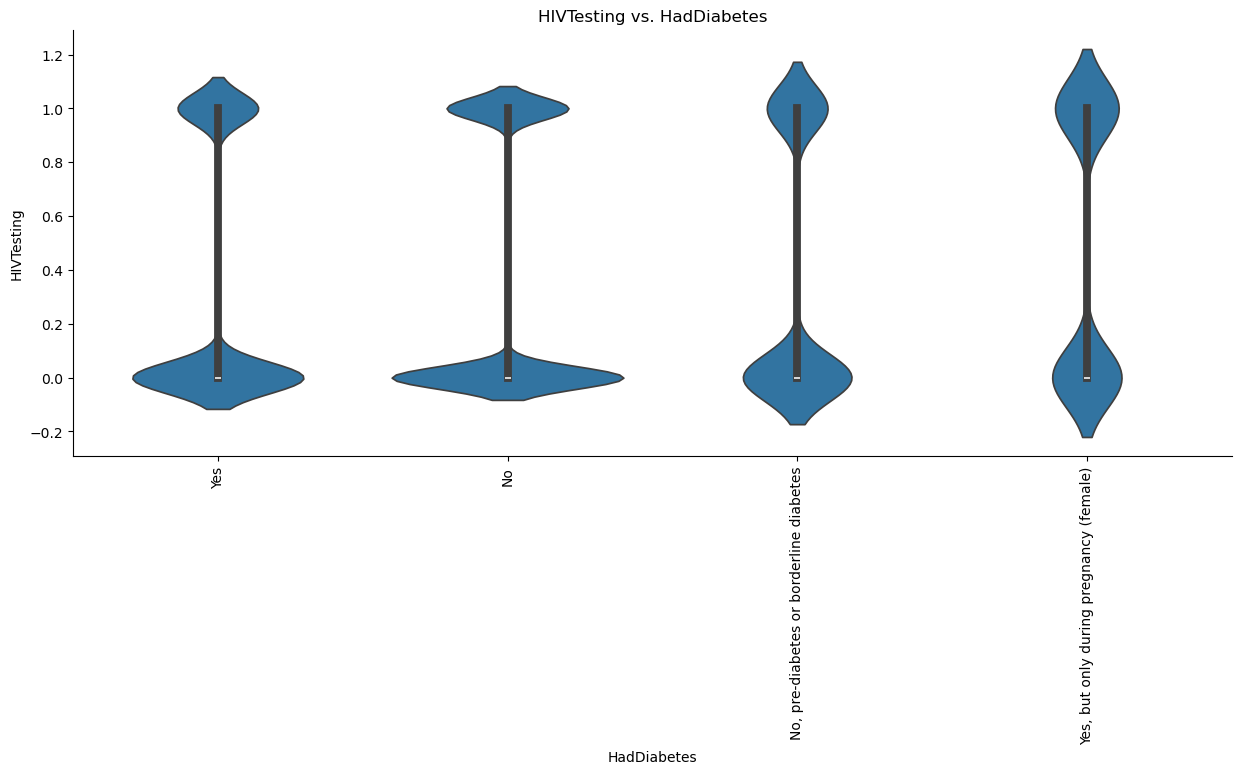 HIVTesting vs. HadDiabetes
1.2
1.0
0.8
0.6
0.4
0.2
0.0
−0.2
HIVTesting
Yes
No
No, pre-diabetes or borderline diabetes
Yes, but only during pregnancy (female)
HadDiabetes